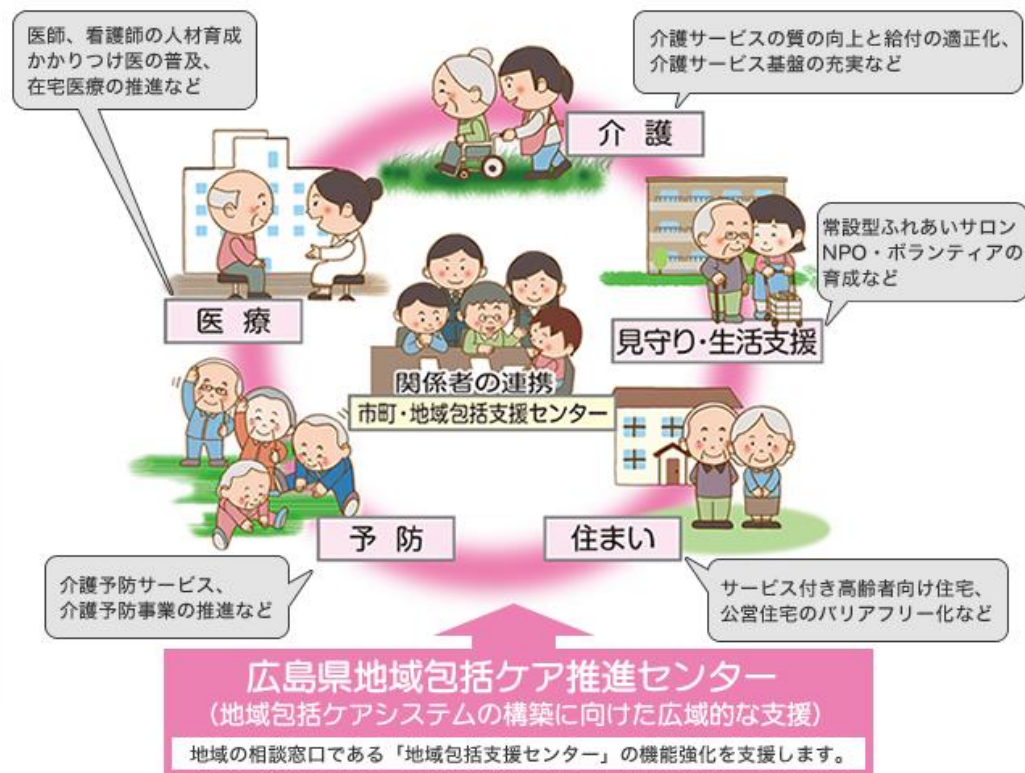 医師、看護師の人材育成
かかりつけ医の普及、
在宅医療の推進など
介護サービスの質の向上と給付の適正化、
介護サービス基盤の充実など
介護
常設型ふれあいサロン
NPO・ボランティアの
育成など
医療
見守り・生活支援
関係者の連携
市町・地域包括支援センター
予防
住まい
介護予防サービス、
介護予防事業の推進など
サービス付き高齢者向け住宅、
公営住宅のバリアフリー化など
広島県地域包括ケア推進センター
(地域包括ケアシステムの構築に向けた広域的な支援)
地域の相談窓口である「地域包括支援センター」の機能強化を支援します。